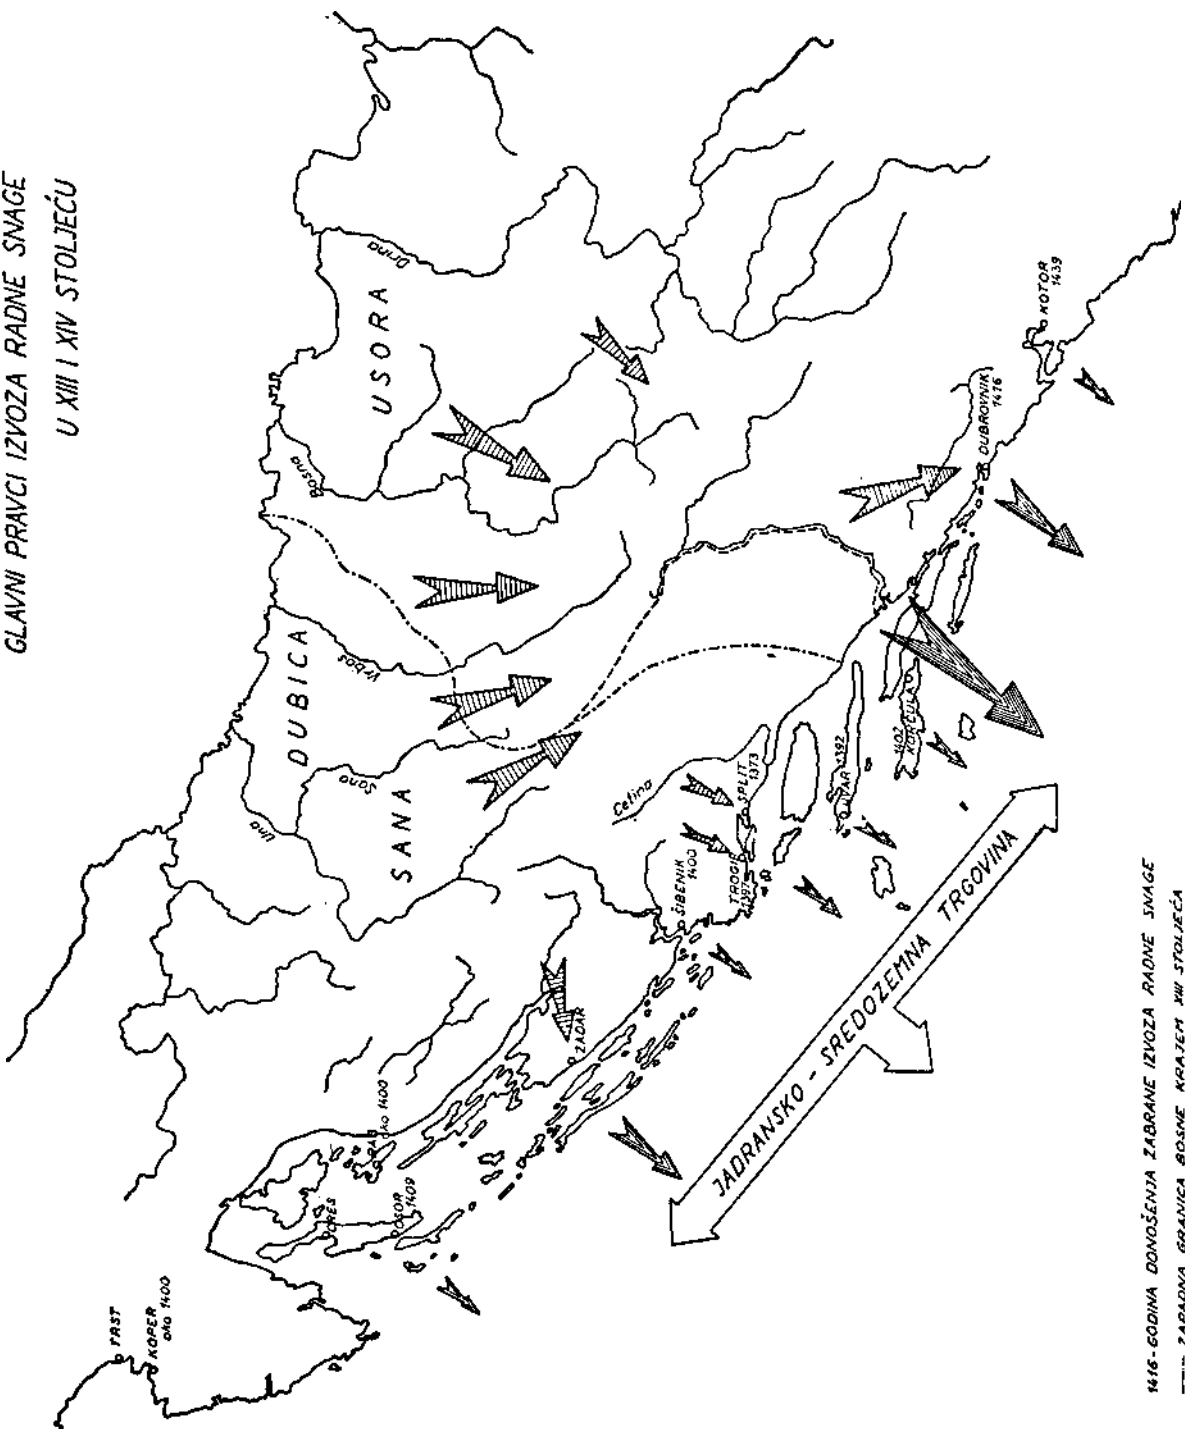 GLAVNI PRAVCI IZVOZA RADNE SNAGE
U XIII I XIV STOLJEĆU
TRST
KOPER
oko 1400
CRES
OSOR
1409
RAB
oko 1400
ZADAR
ŠIBENIK
1400
TROGIR
1397
SPLIT
1373
HVAR 1392
1402
KORČULA
DUBROVNIK
1416
KOTOR
1439
Una
Sana
Vrbas
Bosna
Drina
Cetina
SANA
DUBICA
USORA
JADRANSKO - SREDOZEMNA TRGOVINA
1416 - GODINA DONOŠENJA ZABRANE IZVOZA RADNE SNAGE
ZAPADNA GRANICA BOSNE KRAJEM XIII STOLJEĆA